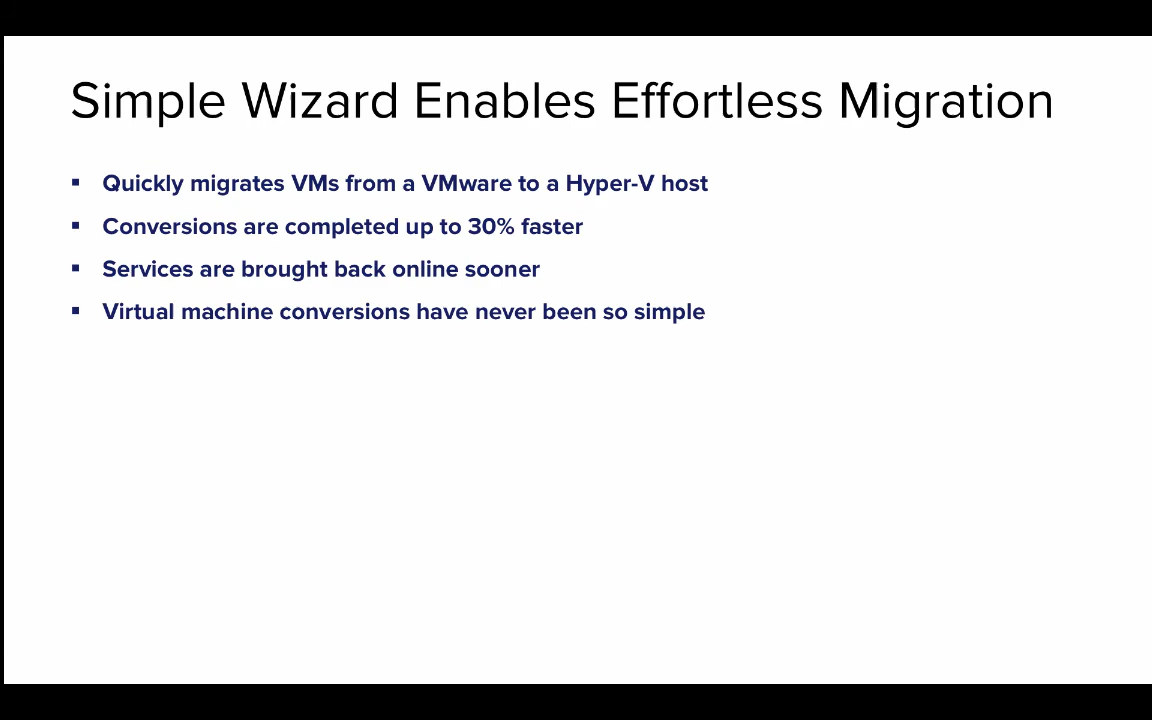 Simple Wizard Enables Effortless Migration
▪ Quickly migrates VMs from a VMware to a Hyper-V host
▪ Conversions are completed up to 30% faster
▪ Services are brought back online sooner
▪ Virtual machine conversions have never been so simple